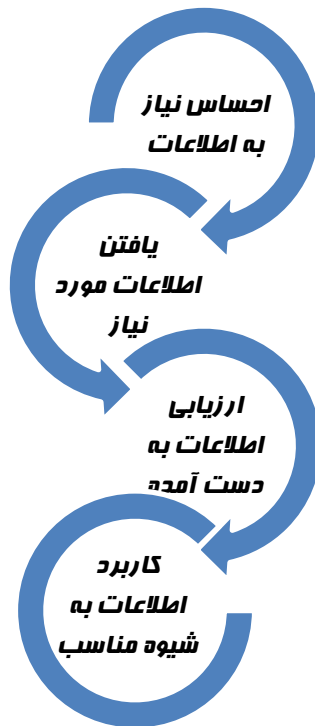 احساس نیاز
به اطلاعات
یافتن
اطلاعات مورد
نیاز
ارزیابی
اطلاعات به
دست آمده
کاربرد
اطلاعات به
شیوه مناسب